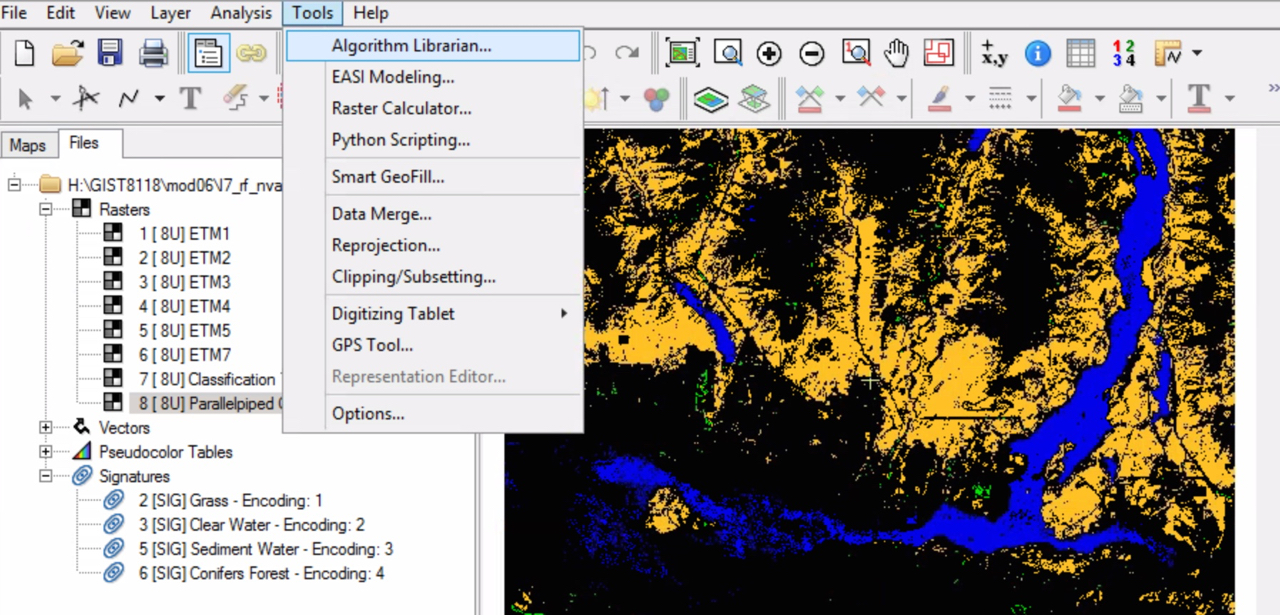 File Edit View Layer Analysis Tools Help
Algorithm Librarian...
EASI Modeling...
Raster Calculator...
Python Scripting...
Smart GeoFill...
Data Merge...
Reprojection...
Clipping/Subsetting...
Digitizing Tablet
GPS Tool...
Representation Editor...
Options...
1
+
x,y
1 2
3 4
T
T
Maps Files
H:\GIST8118\mod06\l7_rf_nva
Rasters
1 [ 8U] ETM1
2 [ 8U] ETM2
3 [ 8U] ETM3
4 [ 8U] ETM4
5 [ 8U] ETM5
6 [ 8U] ETM7
7 [ 8U] Classification
8 [ 8U] Parallelpiped
Vectors
Pseudocolor Tables
Signatures
2 [SIG] Grass - Encoding: 1
3 [SIG] Clear Water - Encoding: 2
5 [SIG] Sediment Water - Encoding: 3
6 [SIG] Conifers Forest - Encoding: 4